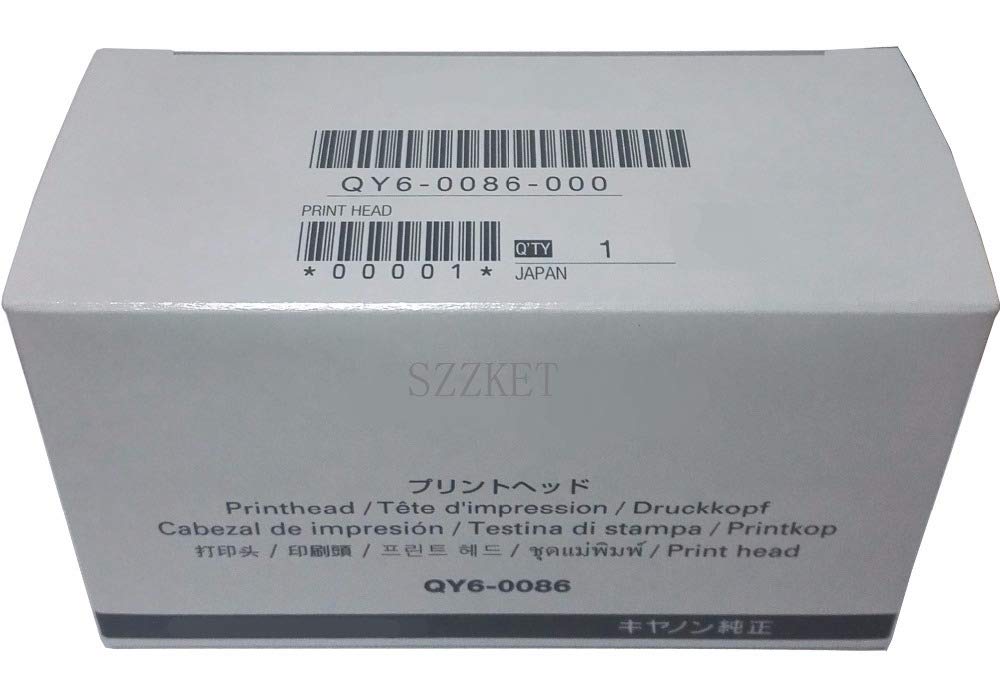 QY6-0086-000
PRINT HEAD
*00001*
Q'TY 1
JAPAN
SZZKET
プリントヘッド
Printhead / Tête d'impression / Druckkopf
Cabezal de impresión / Testina di stampa / Printkop
打印头 / 印刷頭 / 프린트 헤드 / ชุดแม่พิมพ์ / Print head
QY6-0086
キヤノン純正